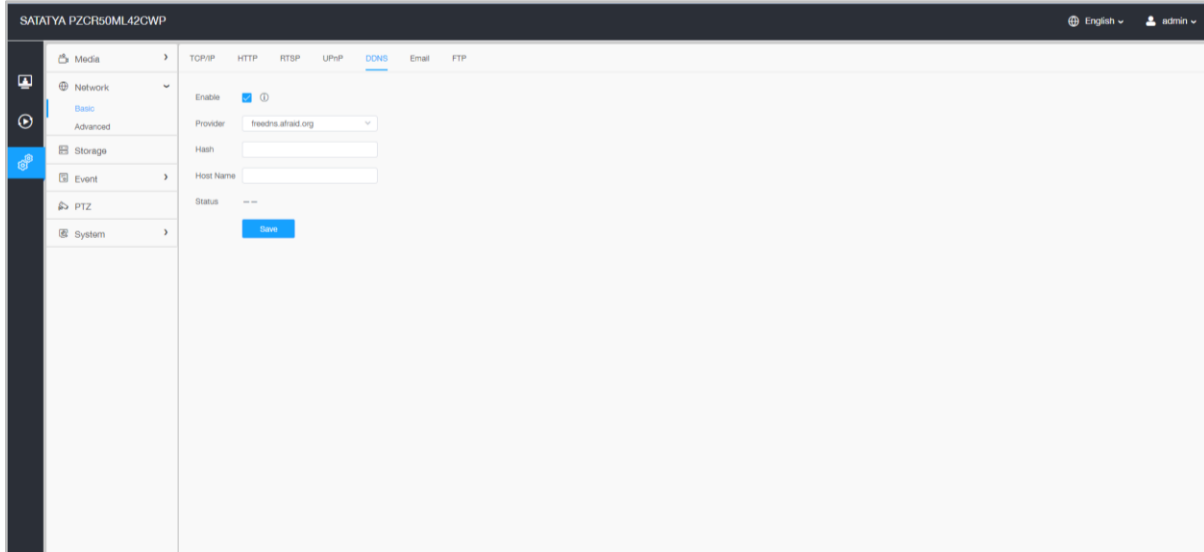 SATATYA PZCR50ML42CWP
English
admin
Media
Network
Basic
Advanced
Storage
Event
PTZ
System
TCP/IP HTTP RTSP UPnP DDNS Email FTP
Enable
Provider freedns.afraid.org
Hash
Host Name
Status -- --
Save